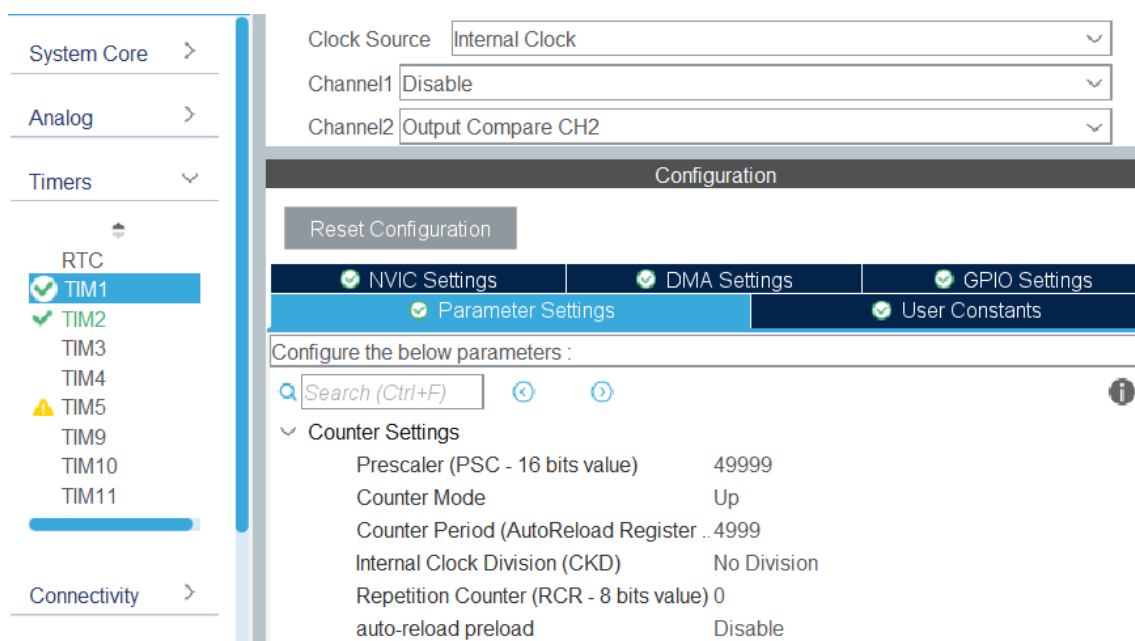 System Core
Analog
Timers
RTC
TIM1
TIM2
TIM3
TIM4
TIM5
TIM9
TIM10
TIM11
Connectivity
Clock Source Internal Clock
Channel1 Disable
Channel2 Output Compare CH2
Configuration
Reset Configuration
NVIC Settings DMA Settings GPIO Settings
Parameter Settings User Constants
Configure the below parameters :
Search (Ctrl+F)
Counter Settings
Prescaler (PSC - 16 bits value) 49999
Counter Mode Up
Counter Period (AutoReload Register .. 4999
Internal Clock Division (CKD) No Division
Repetition Counter (RCR - 8 bits value) 0
auto-reload preload Disable